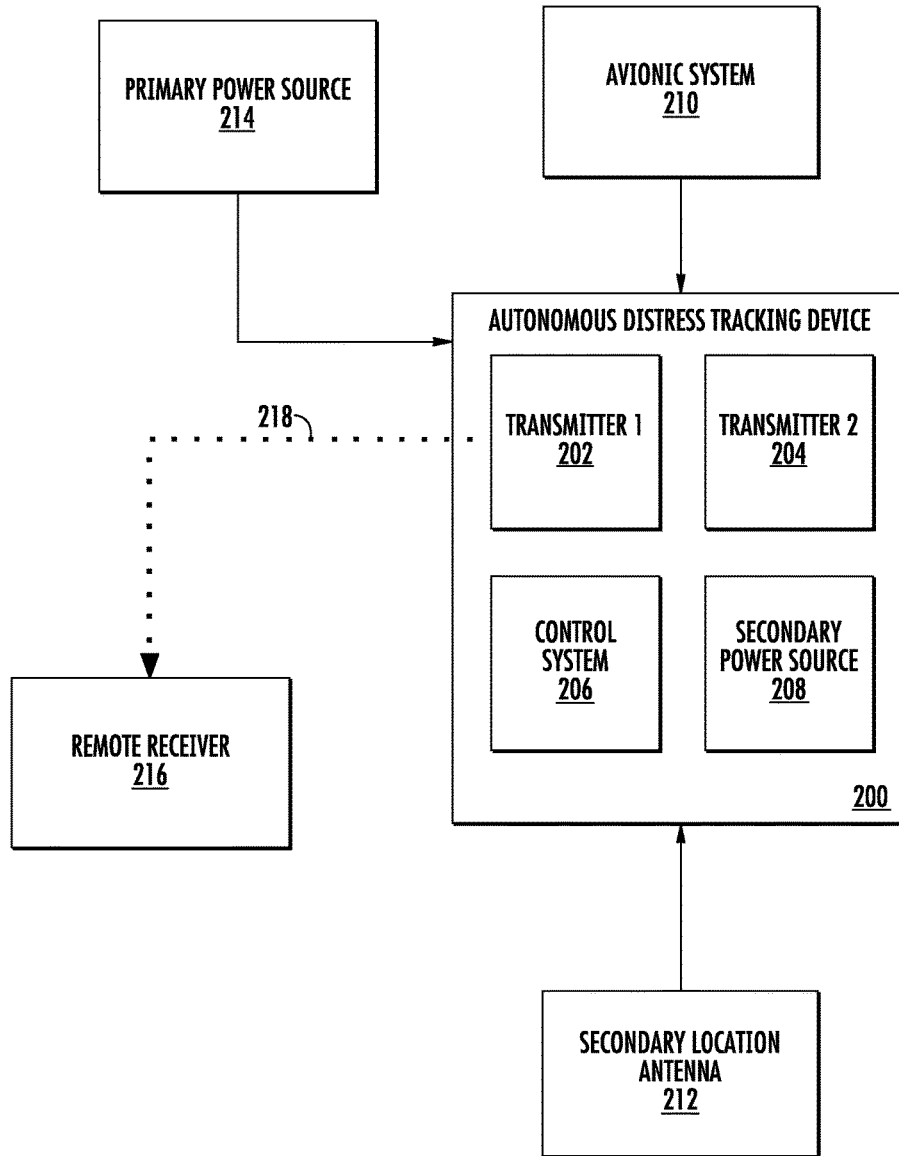 PRIMARY POWER SOURCE
214
AVIONIC SYSTEM
210
AUTONOMOUS DISTRESS TRACKING DEVICE
TRANSMITTER 1
202
TRANSMITTER 2
204
218
CONTROL
SYSTEM
206
SECONDARY
POWER SOURCE
208
REMOTE RECEIVER
216
200
SECONDARY LOCATION
ANTENNA
212